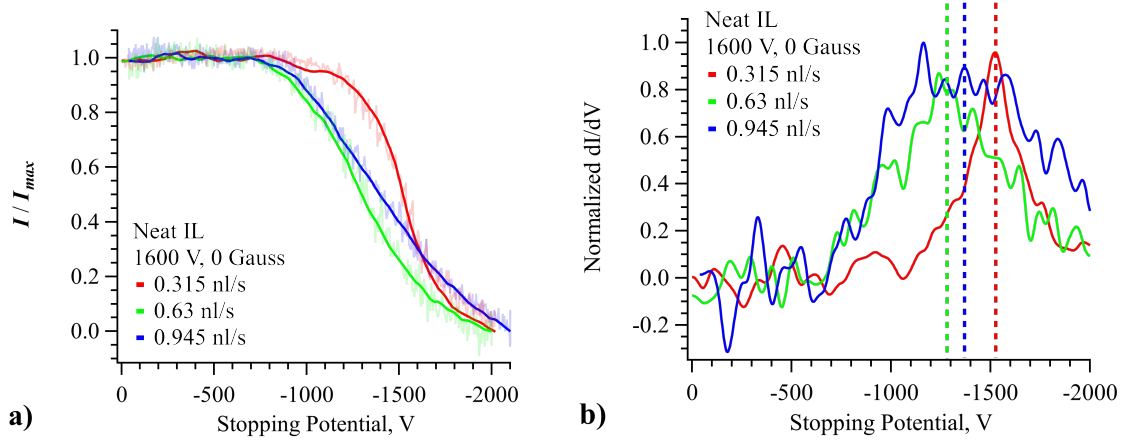 1.0
0.8
0.6
0.4
0.2
0.0
I / Imax
Neat IL
1600 V, 0 Gauss
0.315 nl/s
0.63 nl/s
0.945 nl/s
0
-500
-1000
-1500
-2000
Stopping Potential, V
a)
1.0
0.8
0.6
0.4
0.2
0.0
-0.2
Normalized dI/dV
Neat IL
1600 V, 0 Gauss
0.315 nl/s
0.63 nl/s
0.945 nl/s
0
-500
-1000
-1500
-2000
Stopping Potential, V
b)